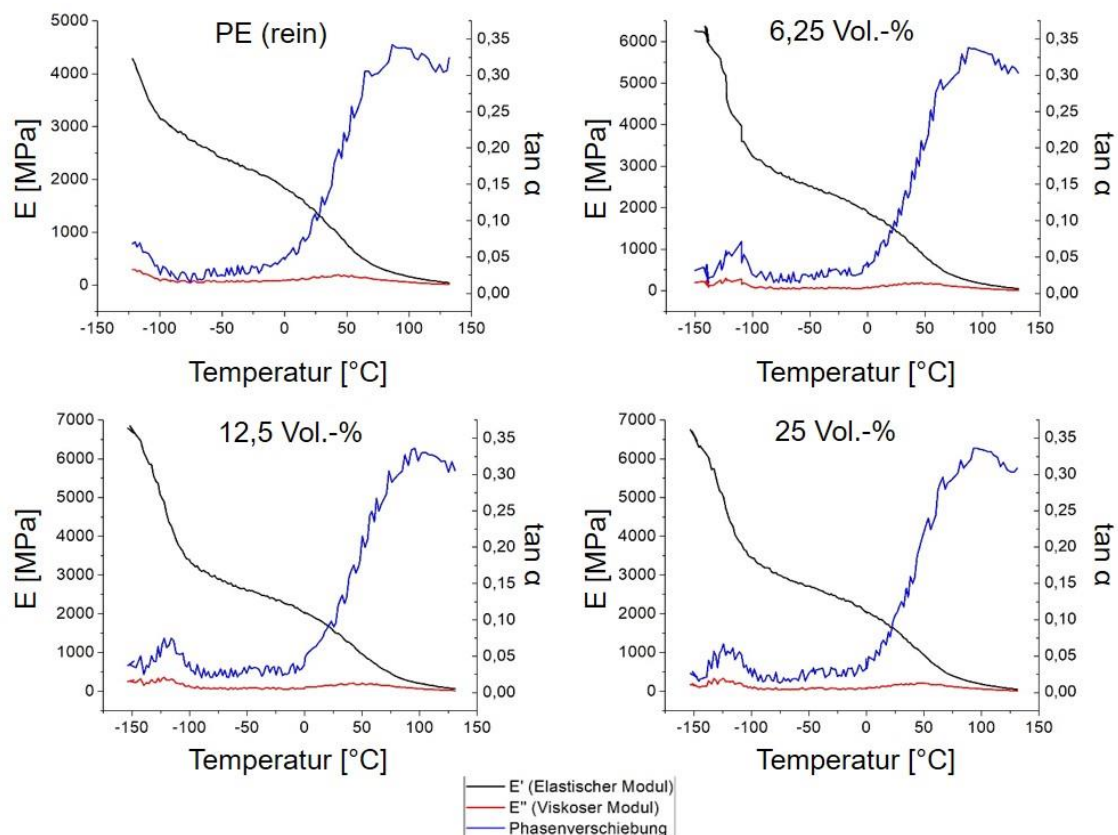 PE (rein)
5000
4000
3000
2000
1000
0
E [MPa]
0,35
0,30
0,25
0,20
0,15
0,10
0,05
0,00
tan α
-150 -100 -50 0 50 100 150
Temperatur [°C]
6,25 Vol.-%
6000
5000
4000
3000
2000
1000
0
E [MPa]
0,35
0,30
0,25
0,20
0,15
0,10
0,05
0,00
tan α
-150 -100 -50 0 50 100 150
Temperatur [°C]
12,5 Vol.-%
7000
6000
5000
4000
3000
2000
1000
0
E [MPa]
0,35
0,30
0,25
0,20
0,15
0,10
0,05
0,00
tan α
-150 -100 -50 0 50 100 150
Temperatur [°C]
25 Vol.-%
7000
6000
5000
4000
3000
2000
1000
0
E [MPa]
0,35
0,30
0,25
0,20
0,15
0,10
0,05
0,00
tan α
-150 -100 -50 0 50 100 150
Temperatur [°C]
E' (Elastischer Modul)
E" (Viskoser Modul)
Phasenverschiebung